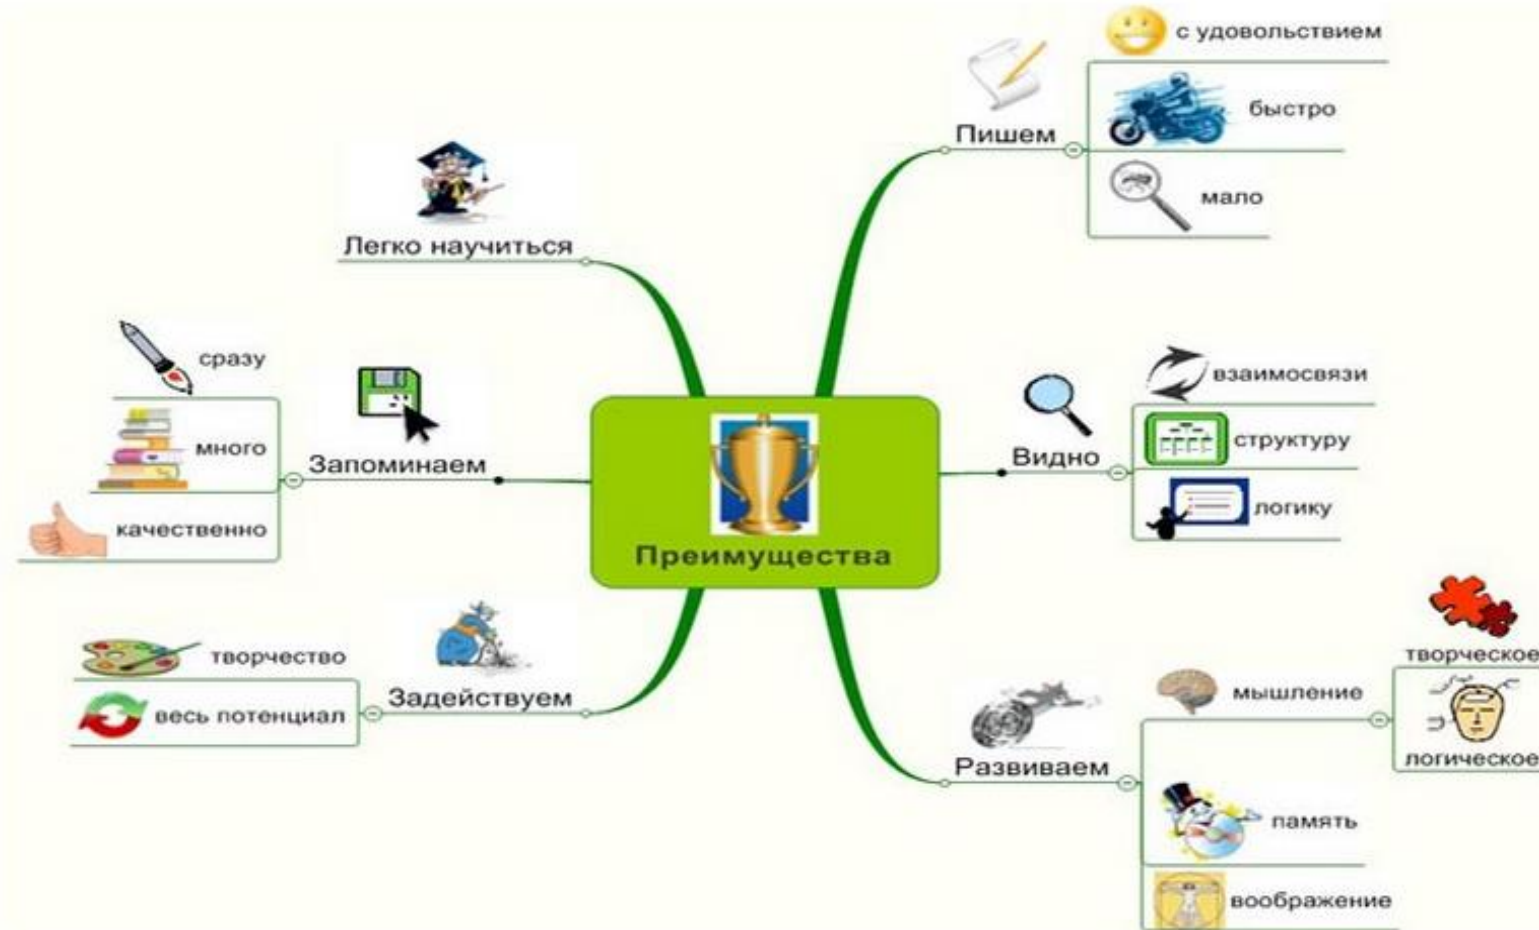 Преимущества
Пишем
с удовольствием
быстро
мало
Видно
взаимосвязи
структуру
логику
Развиваем
мышление
творческое
логическое
память
воображение
Задействуем
творчество
весь потенциал
Запоминаем
сразу
много
качественно
Легко научиться